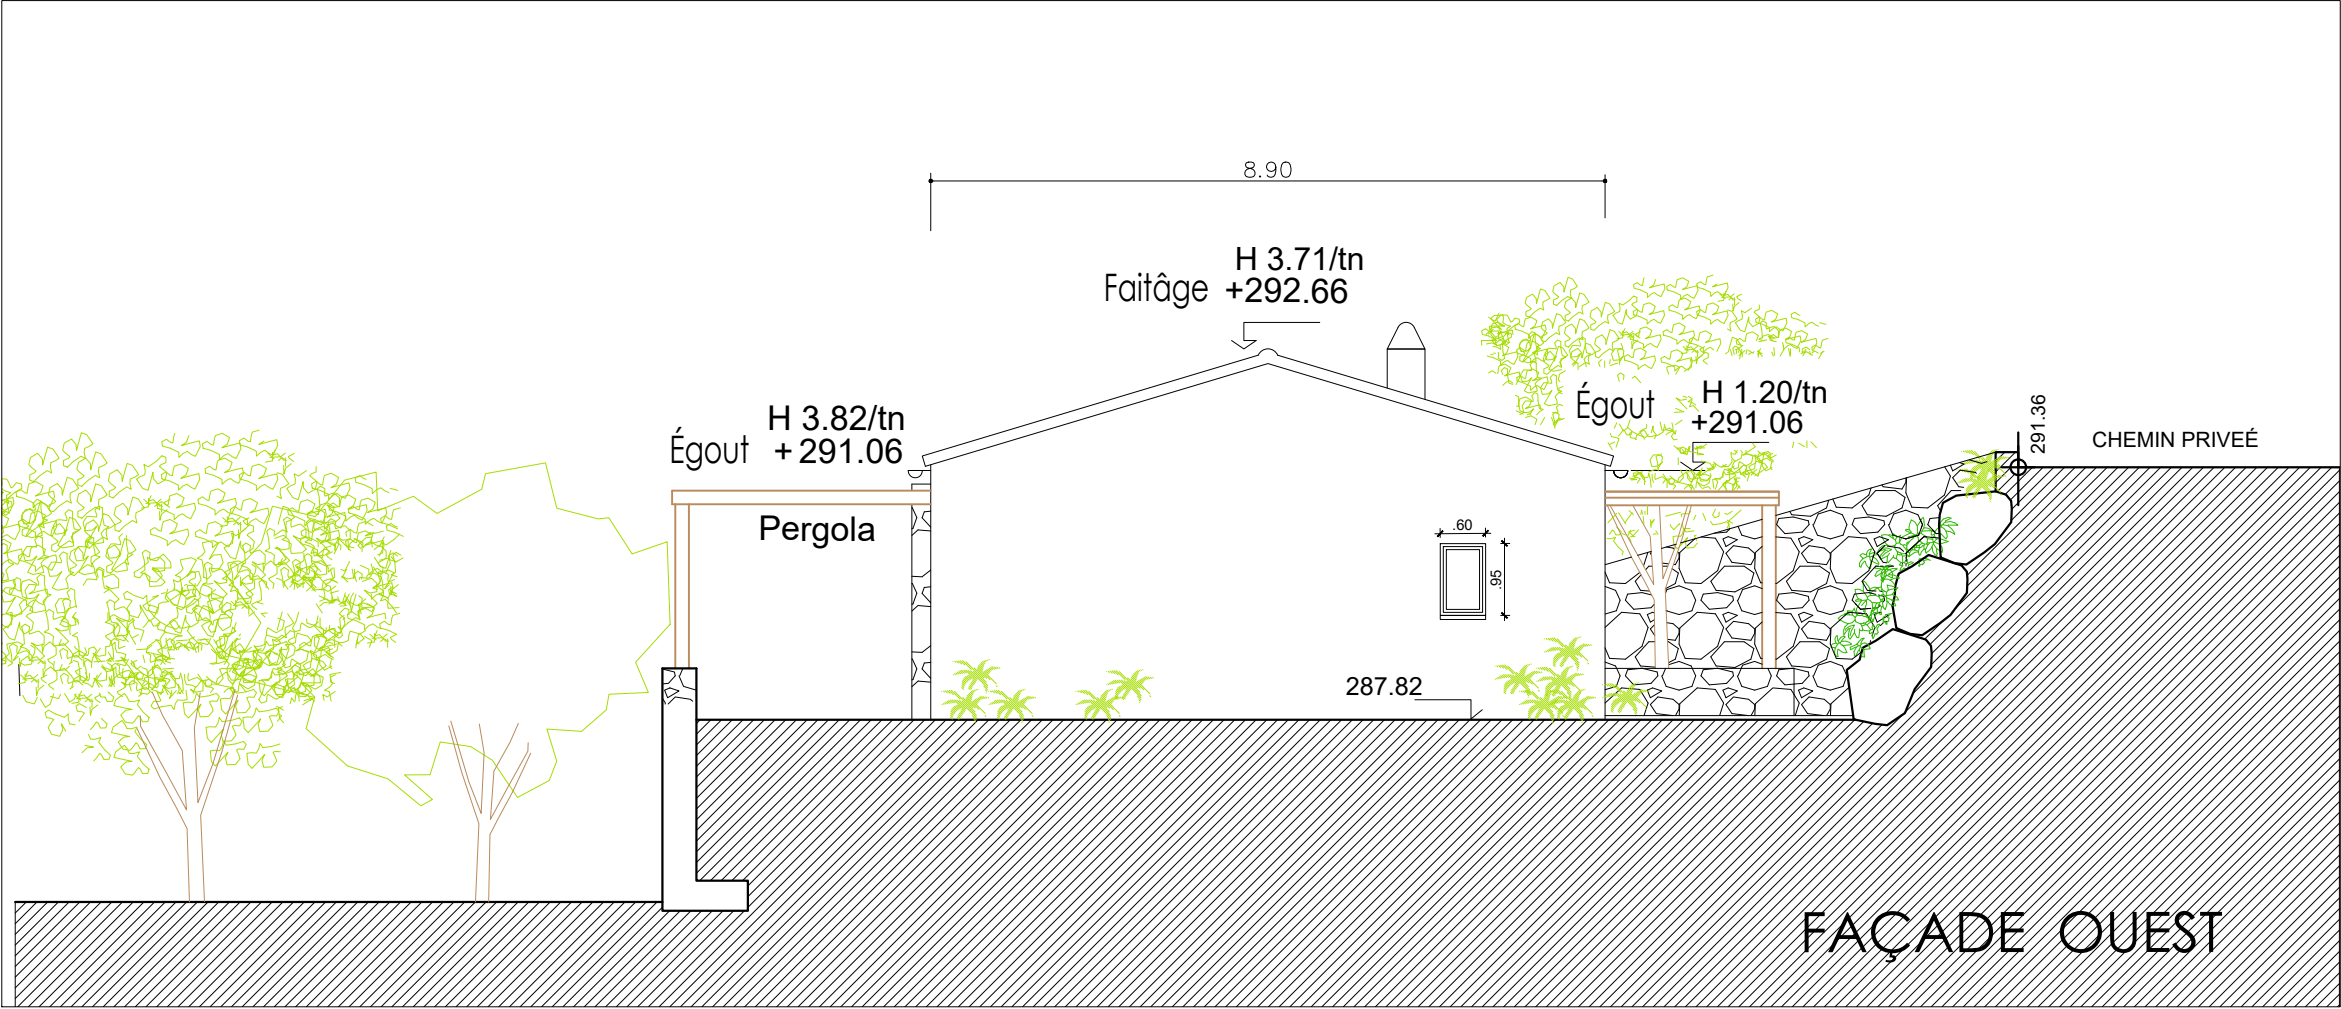 8.90
H 3.71/tn
Faitâge +292.66
H 3.82/tn
Égout + 291.06
H 1.20/tn
Égout +291.06
291.36
CHEMIN PRIVEÉ
Pergola
.60
.95
287.82
FAÇADE OUEST